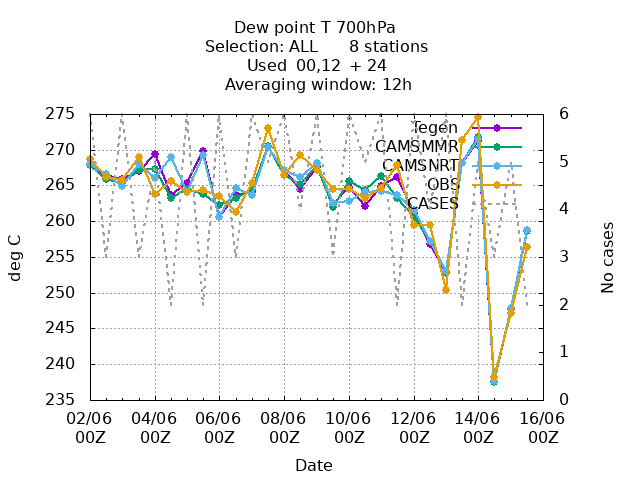 Dew point T 700hPa
Selection: ALL 8 stations
Used 00,12 + 24
Averaging window: 12h
275
270
265
260
255
250
245
240
235
deg C
6
5
4
3
2
1
0
No cases
Tegen
CAMSMMR
CAMSNRT
OBS
CASES
02/06 04/06 06/06 08/06 10/06 12/06 14/06 16/06
00Z 00Z 00Z 00Z 00Z 00Z 00Z 00Z
Date